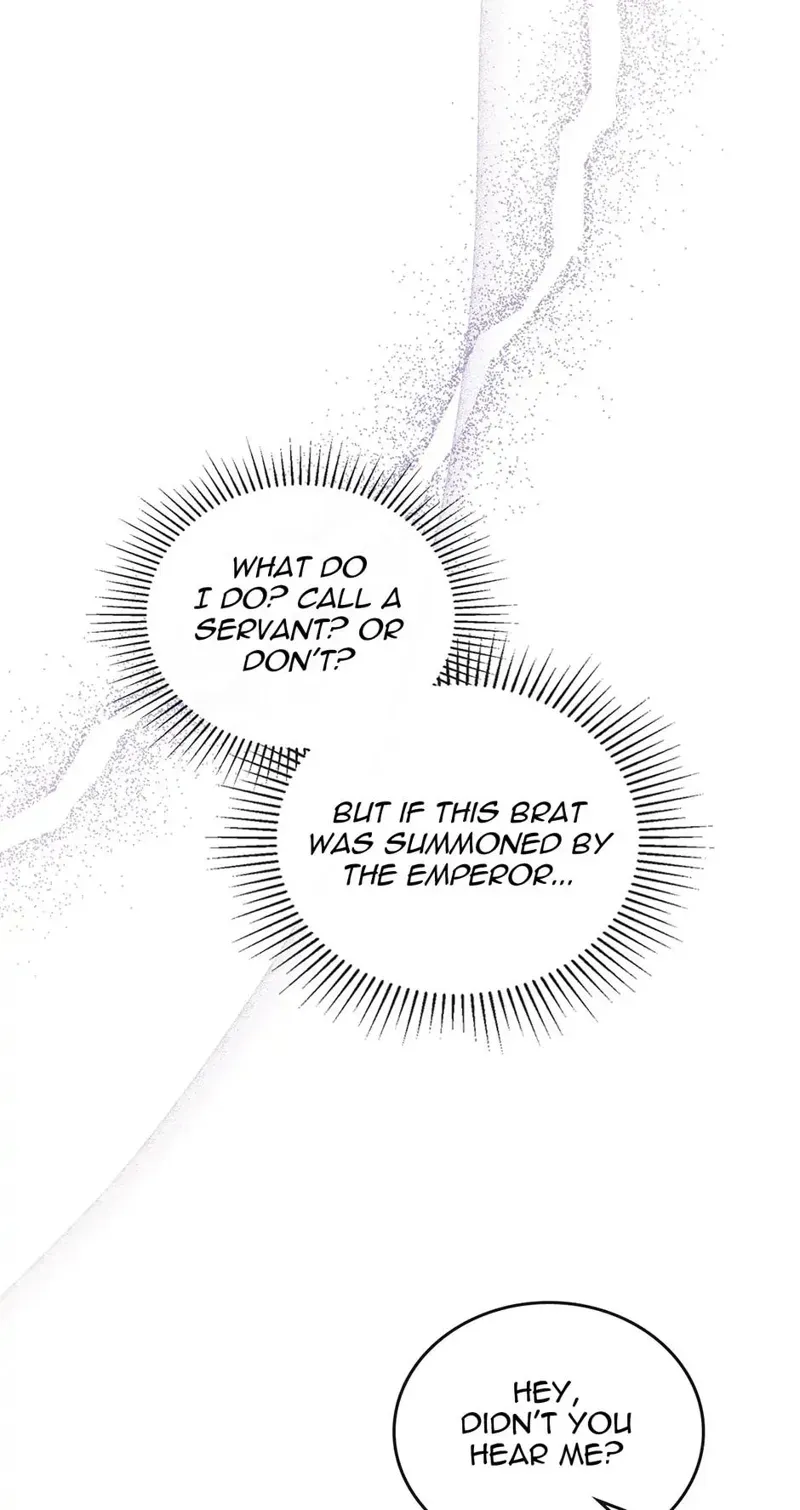 WHAT DO
I DO? CALL A
SERVANT? OR
DON'T?
BUT IF THIS BRAT
WAS SUMMONED BY
THE EMPEROR...
HEY,
DIDN'T YOU
HEAR ME?